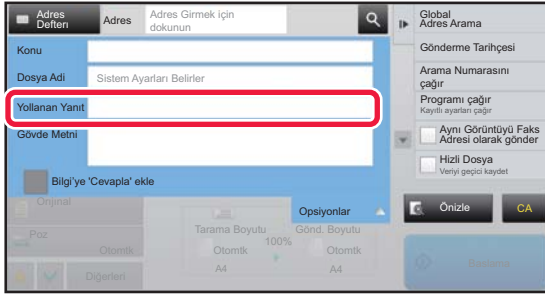 Adres
Defteri
Adres
Adres Girmek için
dokunun
Konu
Dosya Adi
Sistem Ayarları Belirler
Yollanan Yanıt
Gövde Metni
Bilgi'ye 'Cevapla' ekle
Opsiyonlar
Orijinal
Poz
Otomtk
Diğerleri
Tarama Boyutu
Otomtk
A4
100%
Gönd. Boyutu
Otomtk
A4
Global
Adres Arama
Gönderme Tarihçesi
Arama Numarasını
çağır
Programı çağır
Kayıtlı ayarları çağır
Aynı Görüntüyü Faks
Adresi olarak gönder
Hizli Dosya
Veriyi geçici kaydet
Önizle
CA